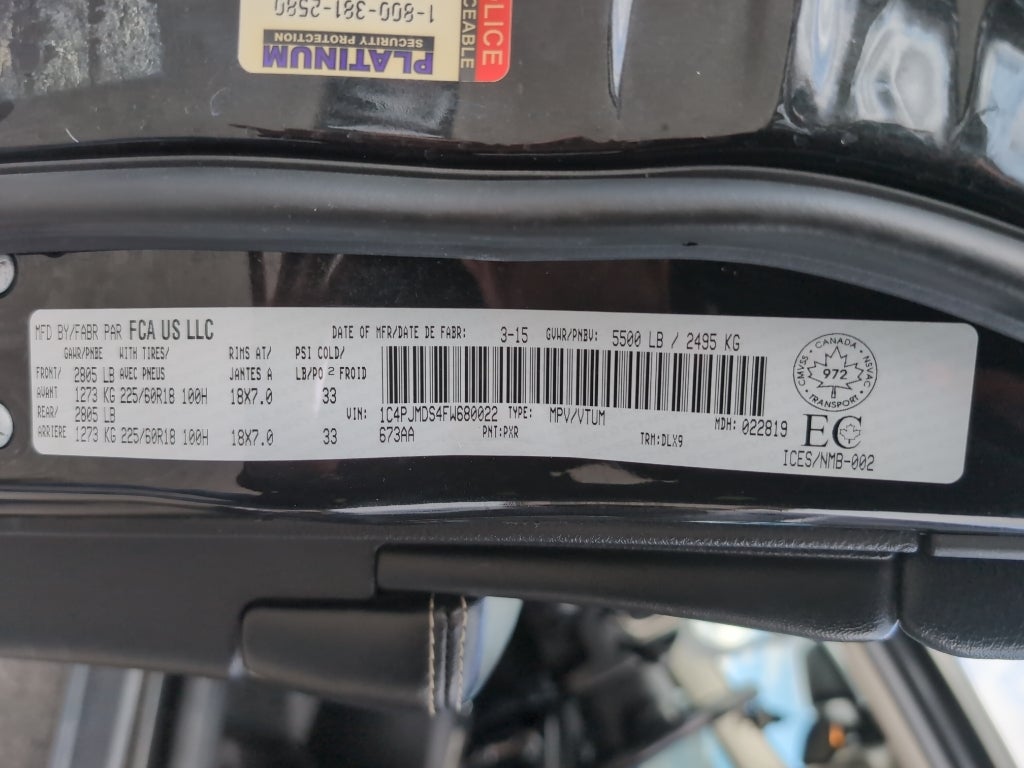 1-800-381-2580
SECURITY PROTECTION
PLATINUM
PLICE
CEABLE
MFD BY/FABR PAR FCA US LLC DATE OF MFR/DATE DE FABR: 3-15 GVWR/PNBV: 5500 LB / 2495 KG
GAWR/PNBE WITH TIRES/ RIMS AT/ PSI COLD/
FRONT/ 2805 LB AVEC PNEUS JANTES A LB/PO² FROID
AVANT 1273 KG 225/60R18 100H 18X7.0 33
REAR/ 2805 LB VIN: 1C4PJMDS4FW680022 TYPE: MPV/VTUM MDH: 022819
ARRIERE 1273 KG 225/60R18 100H 18X7.0 33 673AA PNT:PXR TRM:DLX9
CANADA
CMVSS 972 NSVAC
TRANSPORT
EC
ICES/NMB-002